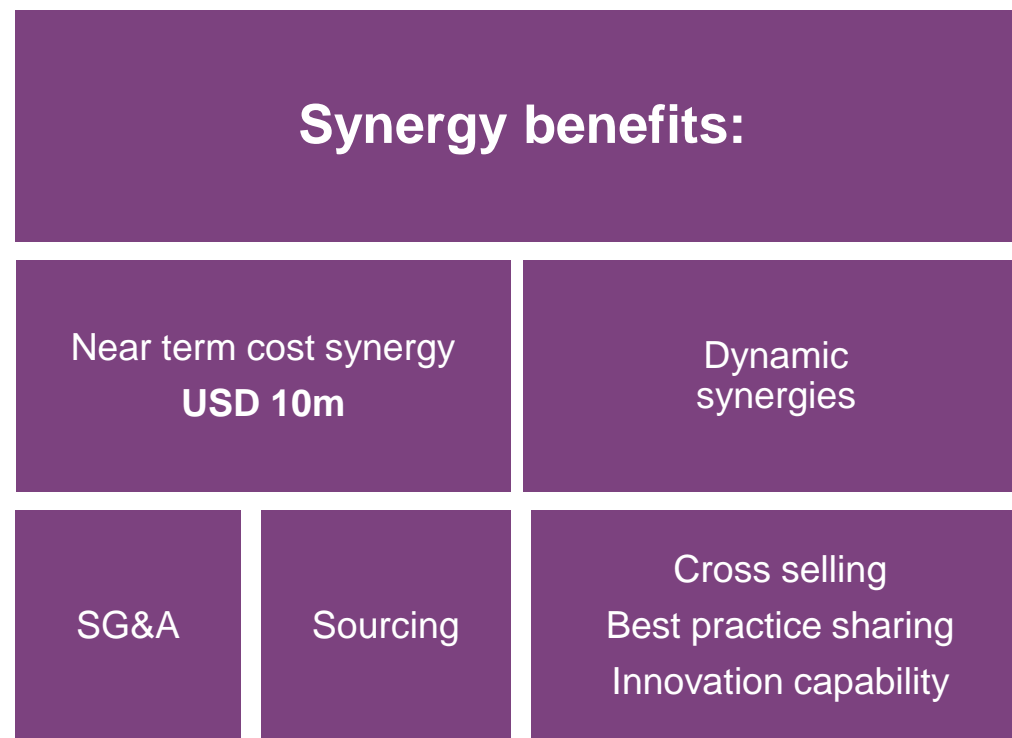 Synergy benefits:
Near term cost synergy
USD 10m
Dynamic
synergies
SG&A
Sourcing
Cross selling
Best practice sharing
Innovation capability